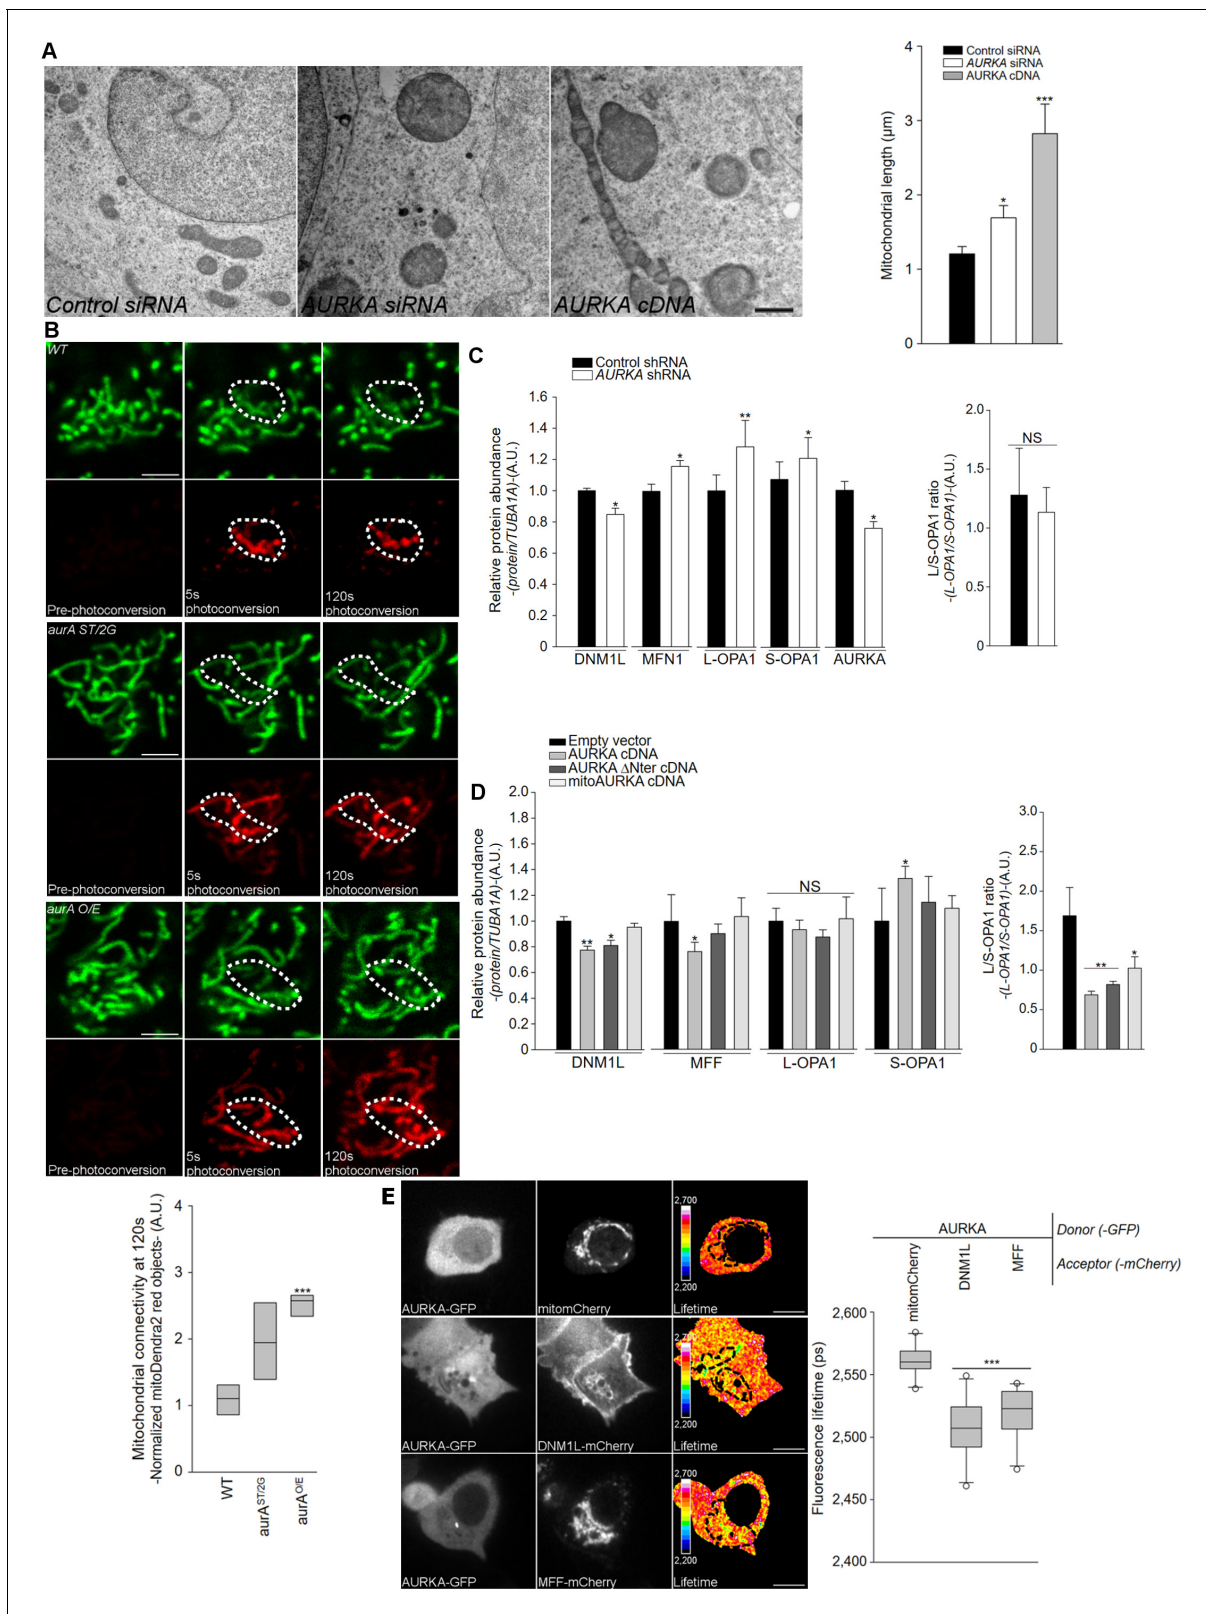 A
Control siRNA
AURKA siRNA
AURKA cDNA
Control siRNA
AURKA siRNA
AURKA cDNA
Mitochondrial length (µm)
4
3
2
1
0
*
***
B
WT
Pre-photoconversion
5s
photoconversion
120s
photoconversion
aurA ST/2G
Pre-photoconversion
5s
photoconversion
120s
photoconversion
aurA O/E
Pre-photoconversion
5s
photoconversion
120s
photoconversion
Mitochondrial connectivity at 120s
-Normalized mitoDendra2 red objects- (A.U.)
4
3
2
1
0
***
WT
aurA ST/2G
aurA O/E
C
Control shRNA
AURKA shRNA
Relative protein abundance
-(protein/TUBA1A)-(A.U.)
1.6
1.4
1.2
1.0
0.8
0.6
0.4
0.2
0
*
*
**
*
*
DNM1L
MFN1
L-OPA1
S-OPA1
AURKA
L/S-OPA1 ratio
-(L-OPA1/S-OPA1)-(A.U.)
2.0
1.5
1.0
0.5
0
NS
D
Empty vector
AURKA cDNA
AURKA ΔNter cDNA
mitoAURKA cDNA
Relative protein abundance
-(protein/TUBA1A)-(A.U.)
2.0
1.8
1.6
1.4
1.2
1.0
0.8
0.6
0.4
0.2
0
**
*
*
NS
*
DNM1L
MFF
L-OPA1
S-OPA1
L/S-OPA1 ratio
-(L-OPA1/S-OPA1)-(A.U.)
3.0
2.5
2.0
1.5
1.0
0.5
0
**
*
E
AURKA-GFP
mitomCherry
2,700
2,200
Lifetime
AURKA-GFP
DNM1L-mCherry
2,700
2,200
Lifetime
AURKA-GFP
MFF-mCherry
2,700
2,200
Lifetime
AURKA
Donor (-GFP)
mitomCherry
DNM1L
MFF
Acceptor (-mCherry)
Fluorescence lifetime (ps)
2,600
2,550
2,500
2,450
2,400
***